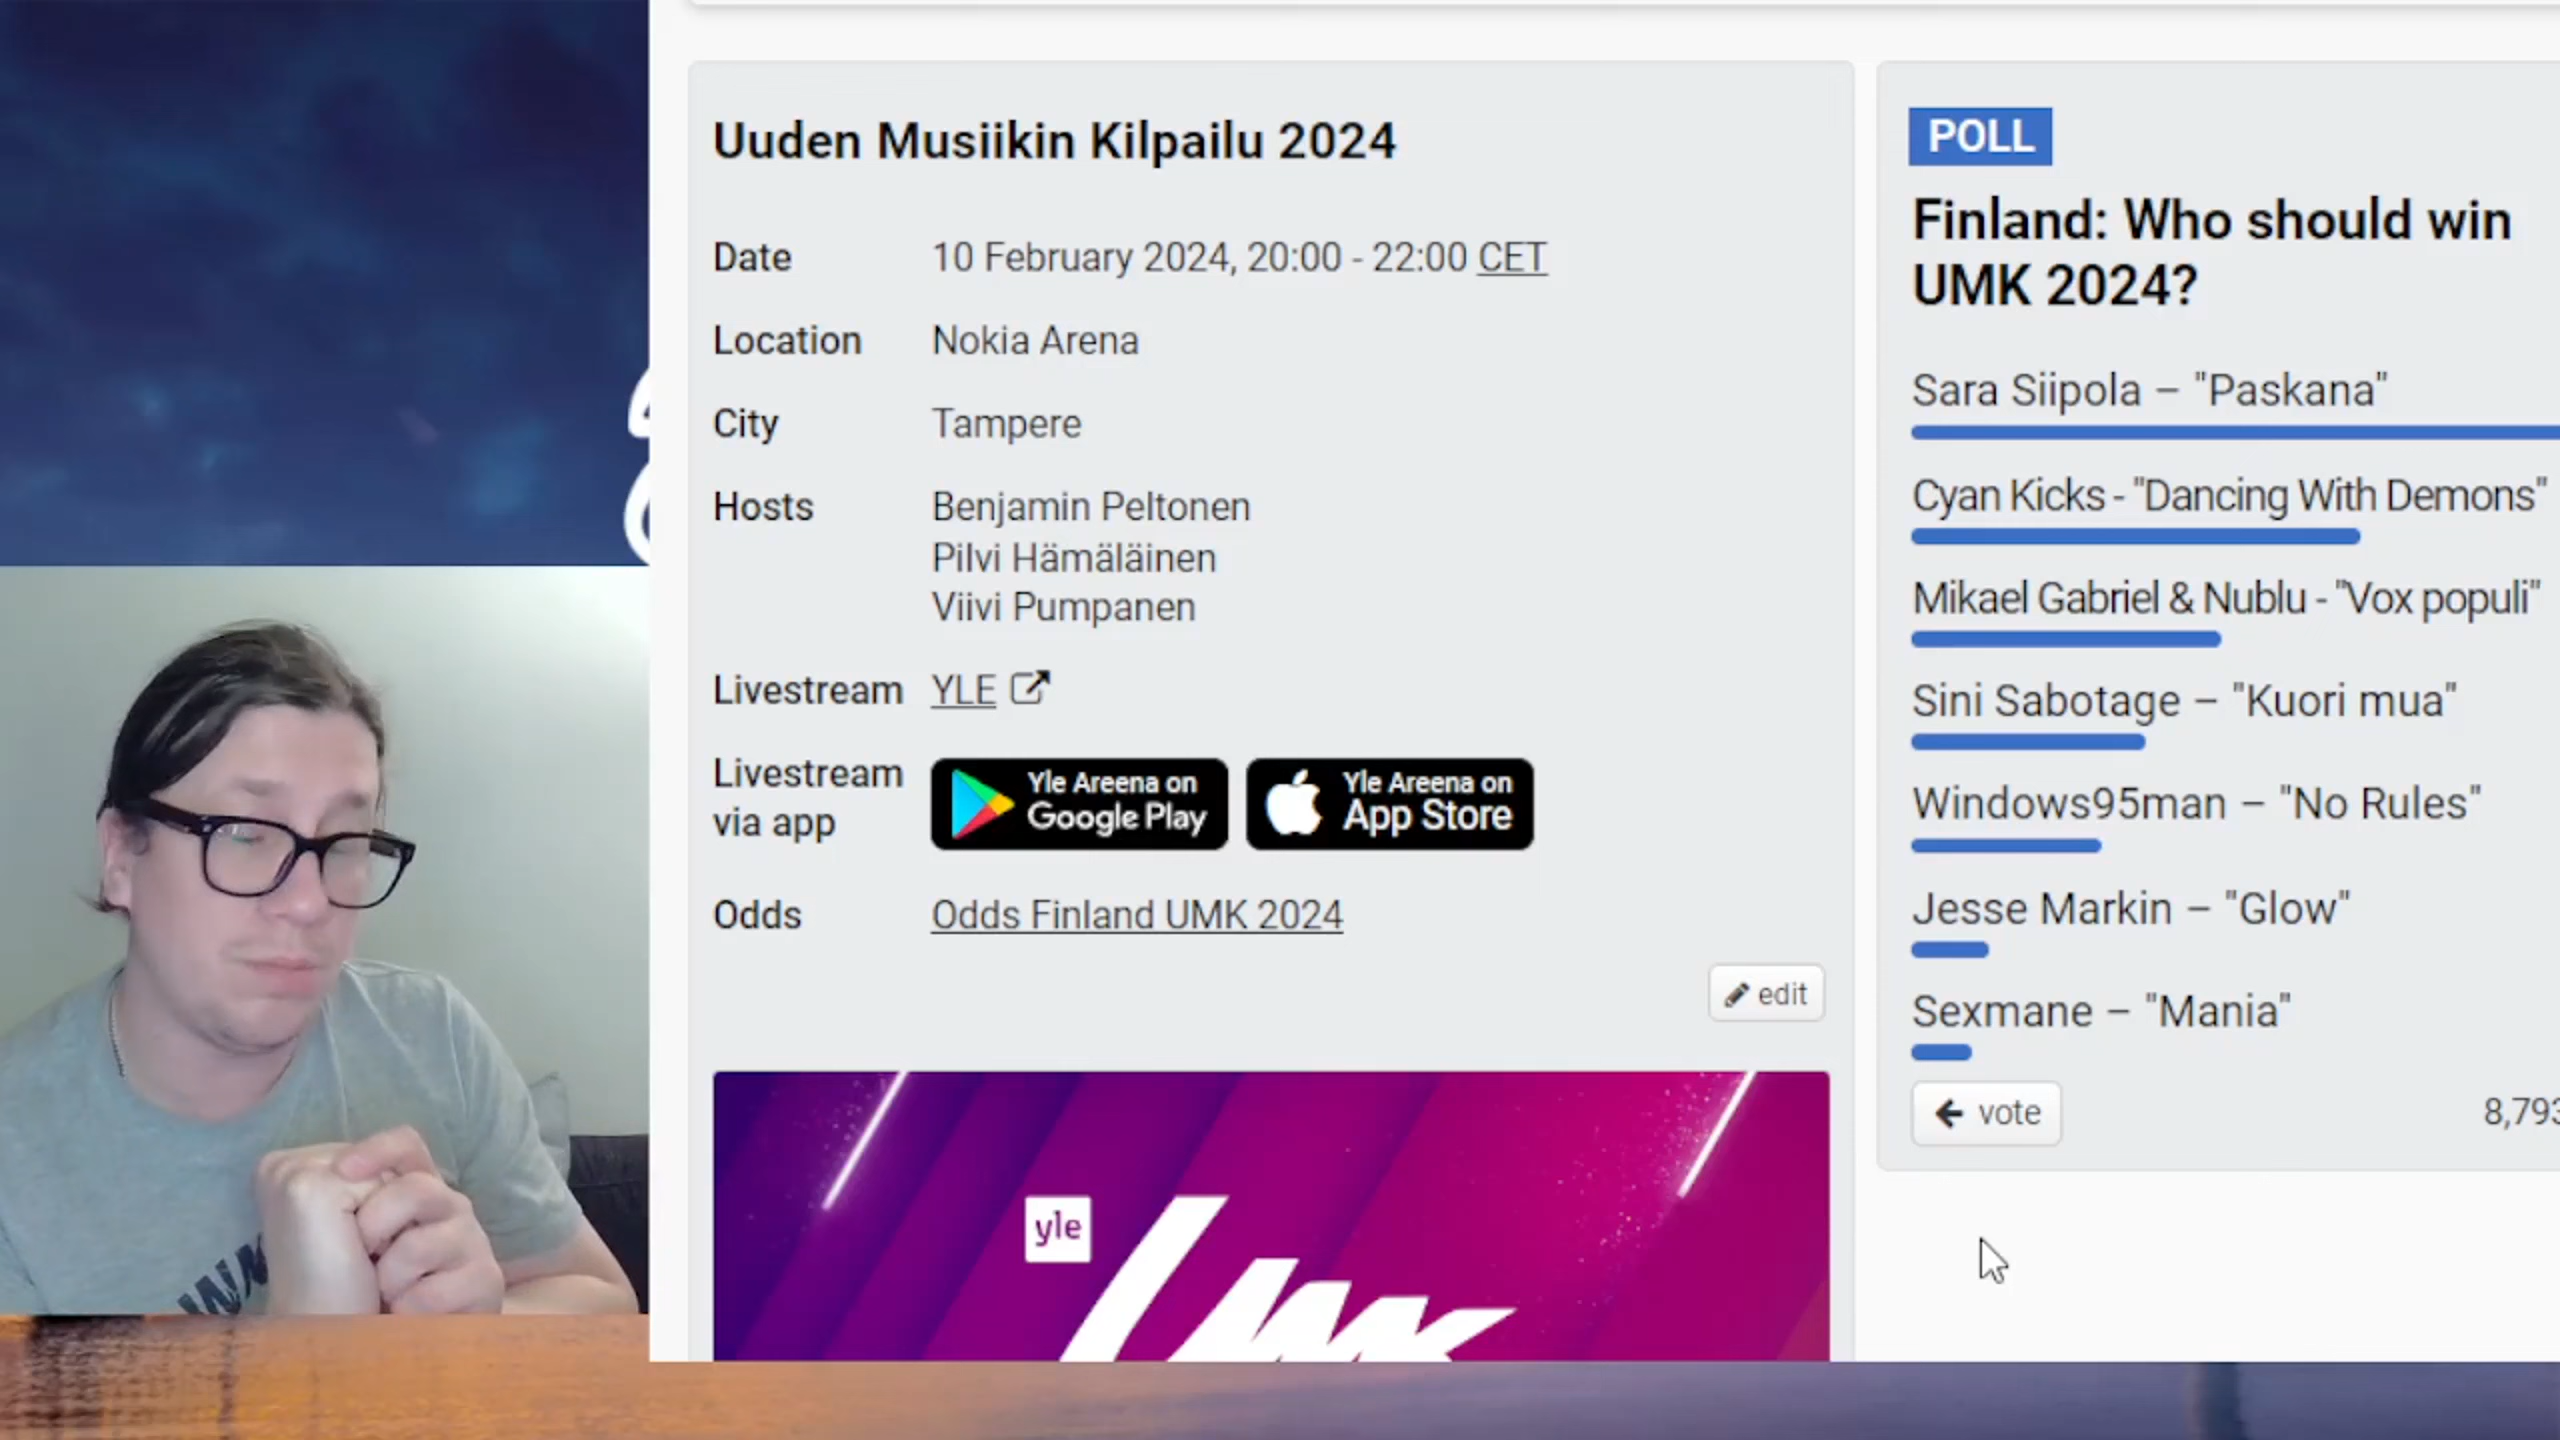 Uuden Musiikin Kilpailu 2024
Date 10 February 2024, 20:00 - 22:00 CET
Location Nokia Arena
City Tampere
Hosts Benjamin Peltonen
Pilvi Hämäläinen
Viivi Pumpanen
Livestream YLE
Livestream
via app
Yle Areena on
Google Play
Yle Areena on
App Store
Odds Odds Finland UMK 2024
edit
yle
UMK
POLL
Finland: Who should win
UMK 2024?
Sara Siipola – "Paskana"
Cyan Kicks - "Dancing With Demons"
Mikael Gabriel & Nublu - "Vox populi"
Sini Sabotage – "Kuori mua"
Windows95man – "No Rules"
Jesse Markin – "Glow"
Sexmane – "Mania"
vote
8,793